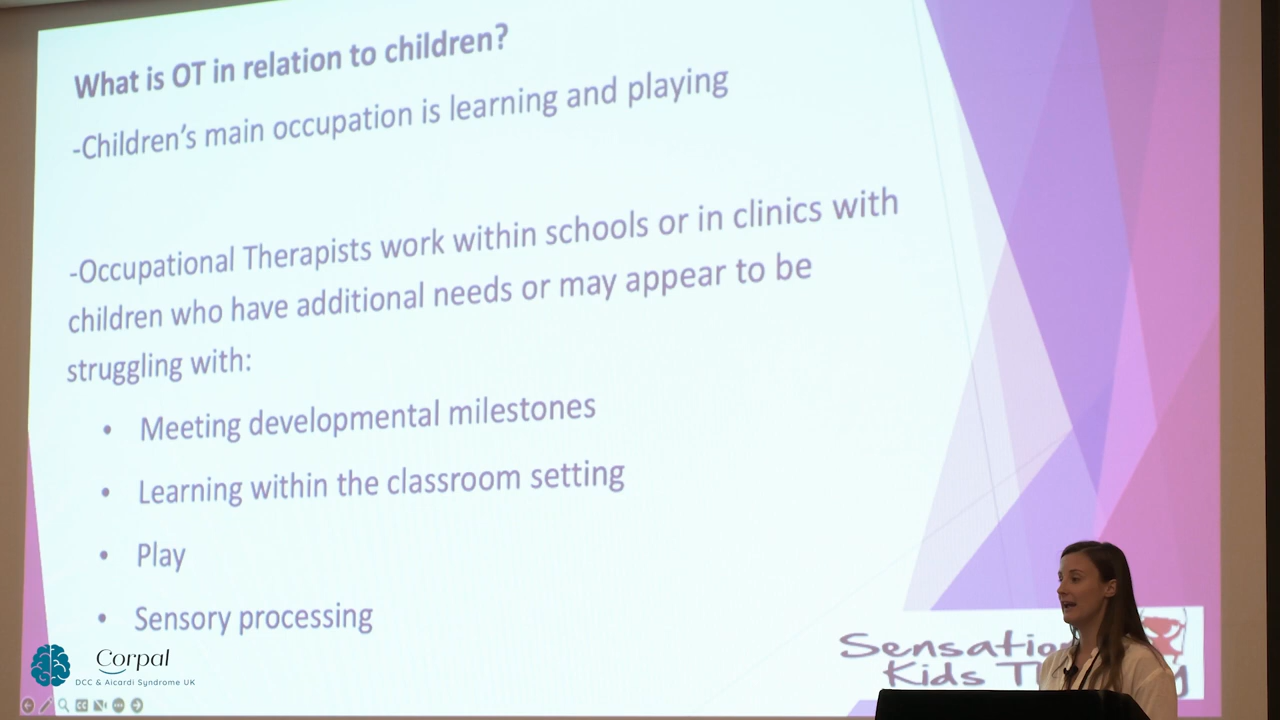 What is OT in relation to children?
-Children's main occupation is learning and playing
-Occupational Therapists work within schools or in clinics with
children who have additional needs or may appear to be
struggling with:
• Meeting developmental milestones
• Learning within the classroom setting
• Play
• Sensory processing
Corpal
DCC & Aicardi Syndrome UK
Kids